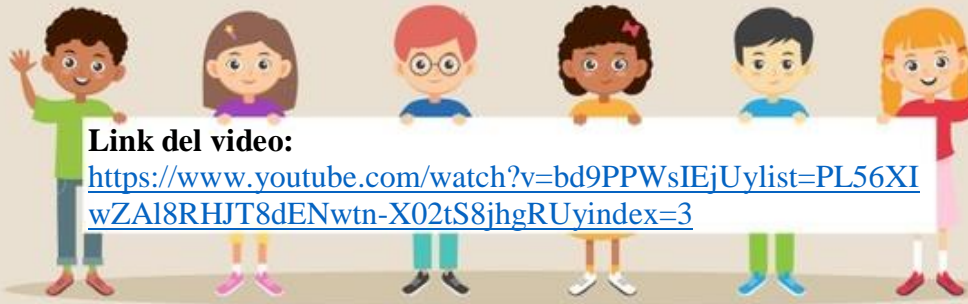 Link del video:
https://www.youtube.com/watch?v=bd9PPWsIEjUylist=PL56XI
wZAl8RHJT8dENwtn-X02tS8jhgRUyindex=3